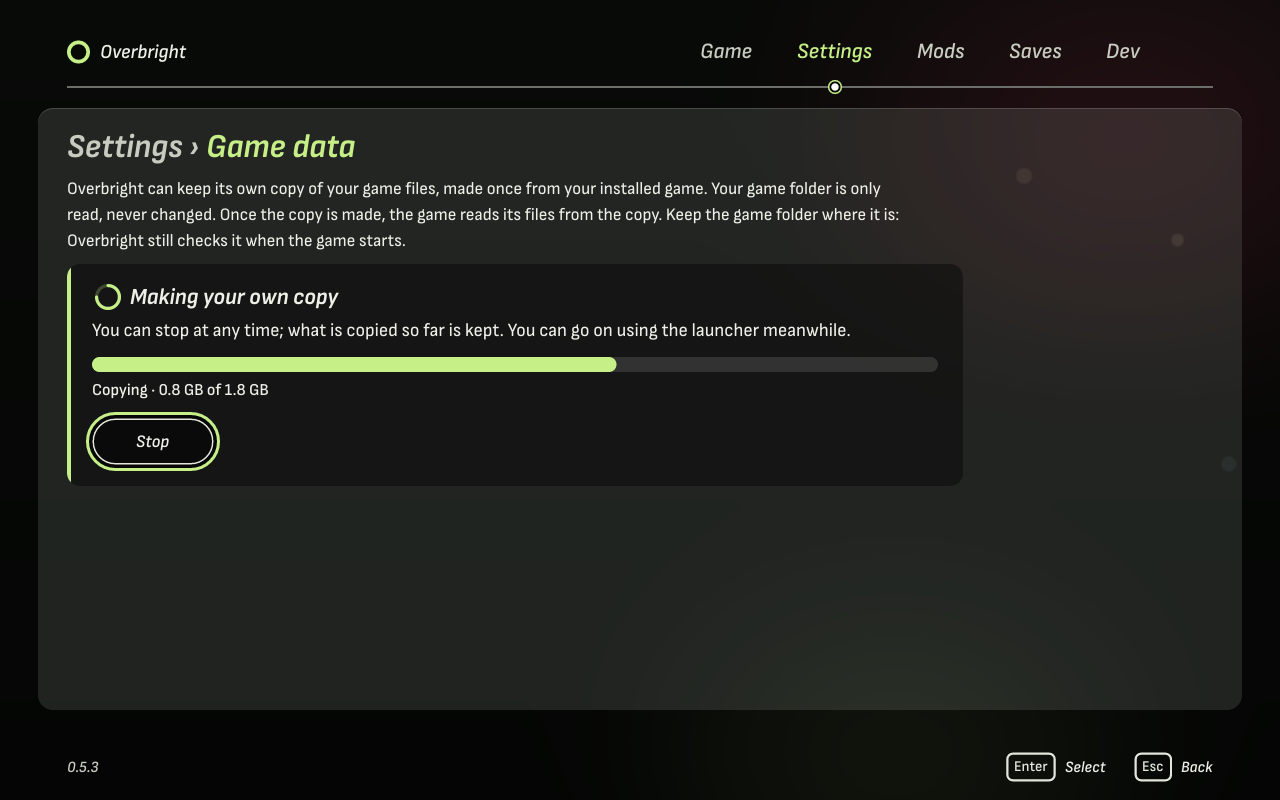 Overbright
Game
Settings
Mods
Saves
Dev
Settings › Game data
Overbright can keep its own copy of your game files, made once from your installed game. Your game folder is only
read, never changed. Once the copy is made, the game reads its files from the copy. Keep the game folder where it is:
Overbright still checks it when the game starts.
Making your own copy
You can stop at any time; what is copied so far is kept. You can go on using the launcher meanwhile.
Copying · 0.8 GB of 1.8 GB
Stop
0.5.3
Enter Select
Esc Back